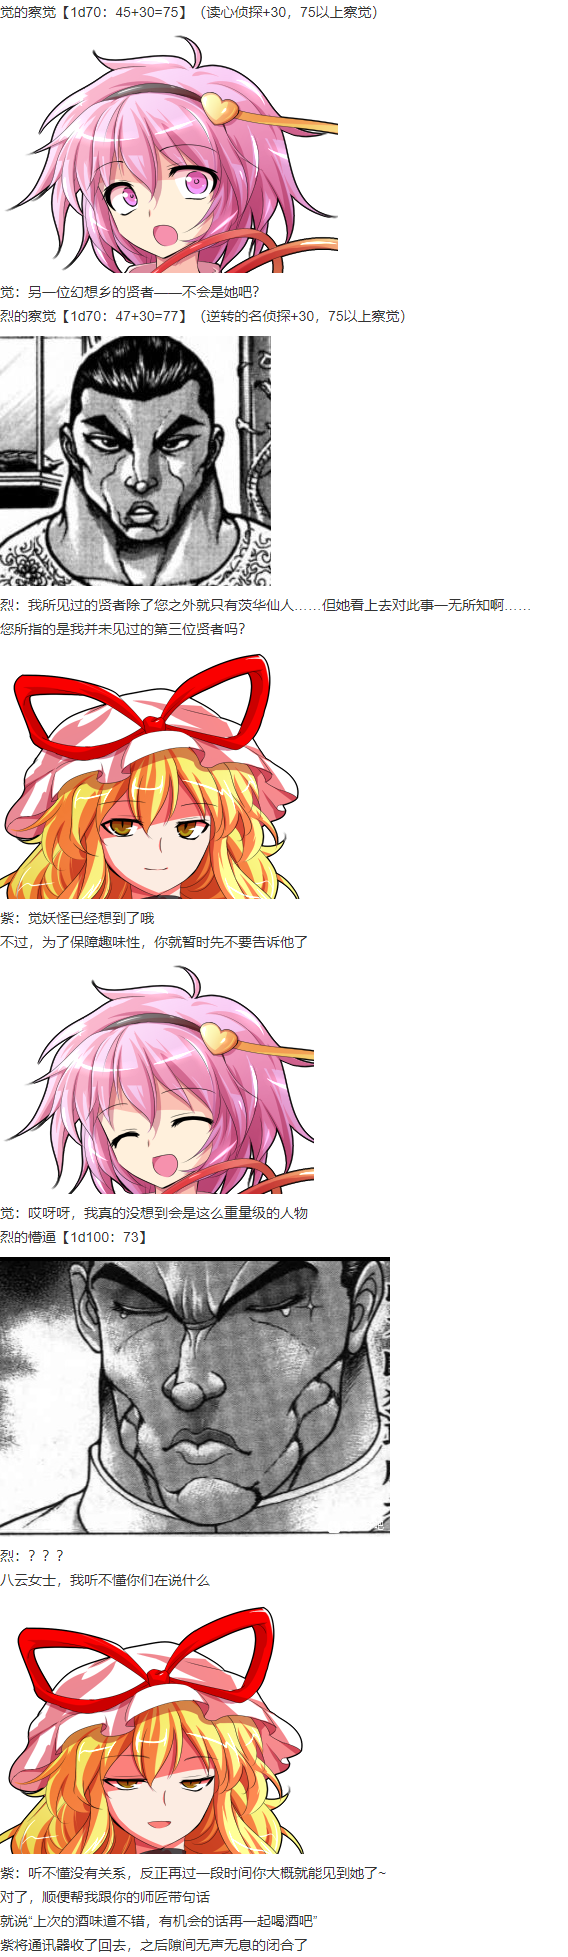 觉的察觉【1d70：45+30=75】（读心侦探+30，75以上察觉）
觉：另一位幻想乡的贤者——不会是她吧？
烈的察觉【1d70：47+30=77】（逆转的名侦探+30，75以上察觉）
烈：我所见过的贤者除了您之外就只有茨华仙人……但她看上去对此事一无所知啊……
您所指的是我并未见过的第三位贤者吗？
紫：觉妖怪已经想到了哦
不过，为了保障趣味性，你就暂时先不要告诉他了
觉：哎呀呀，我真的没想到会是这么重量级的人物
烈的懵逼【1d100：73】
烈：？？？
八云女士，我听不懂你们在说什么
紫：听不懂没有关系，反正再过一段时间你大概就能见到她了~
对了，顺便帮我跟你的师匠带句话
就说“上次的酒味道不错，有机会的话再一起喝酒吧”
紫将通讯器收了回去，之后隙间无声无息的闭合了